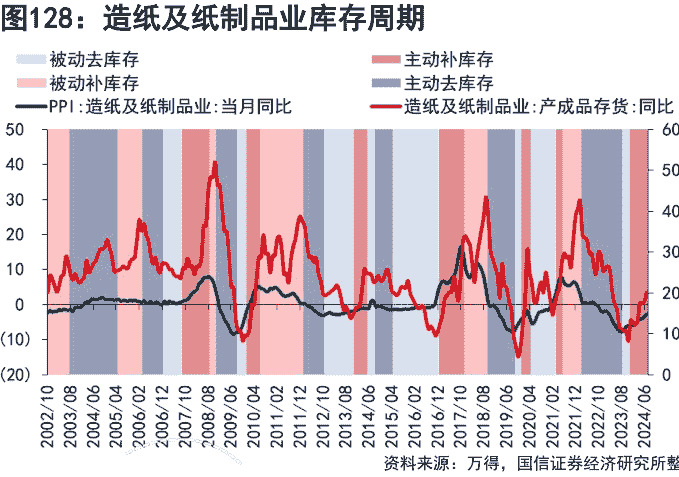 图128：造纸及纸制品业库存周期
被动去库存 主动补库存
被动补库存 主动去库存
PPI:造纸及纸制品业:当月同比 造纸及纸制品业:产成品存货:同比
50 60
40 50
30 40
20 30
10 20
0 10
(10) 0
(20)
2002/10 2003/08 2004/06 2005/04 2006/02 2006/12 2007/10 2008/08 2009/06 2010/04 2011/02 2011/12 2012/10 2013/08 2014/06 2015/04 2016/02 2016/12 2017/10 2018/08 2019/06 2020/04 2021/02 2021/12 2022/10 2023/08 2024/06
资料来源：万得，国信证券经济研究所整